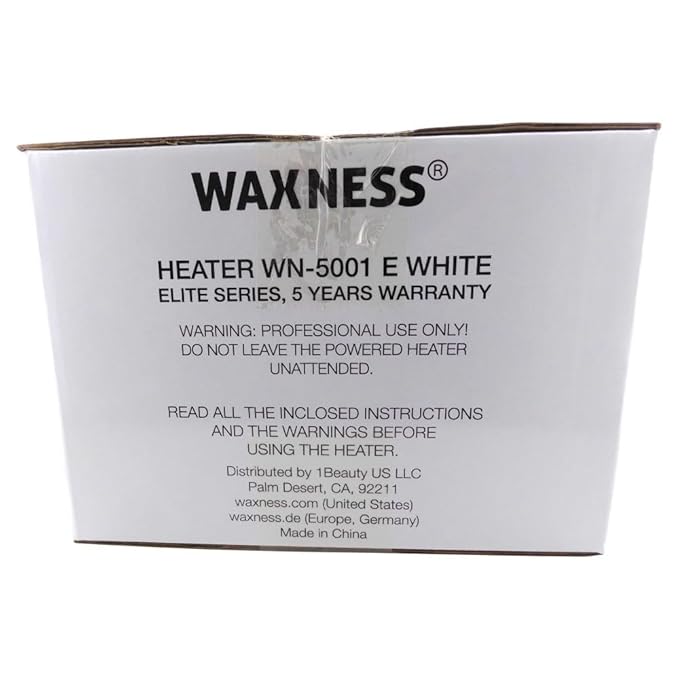 WAXNESS®
HEATER WN-5001 E WHITE
ELITE SERIES, 5 YEARS WARRANTY
WARNING: PROFESSIONAL USE ONLY!
DO NOT LEAVE THE POWERED HEATER
UNATTENDED.
READ ALL THE INCLOSED INSTRUCTIONS
AND THE WARNINGS BEFORE
USING THE HEATER.
Distributed by 1Beauty US LLC
Palm Desert, CA, 92211
waxness.com (United States)
waxness.de (Europe, Germany)
Made in China